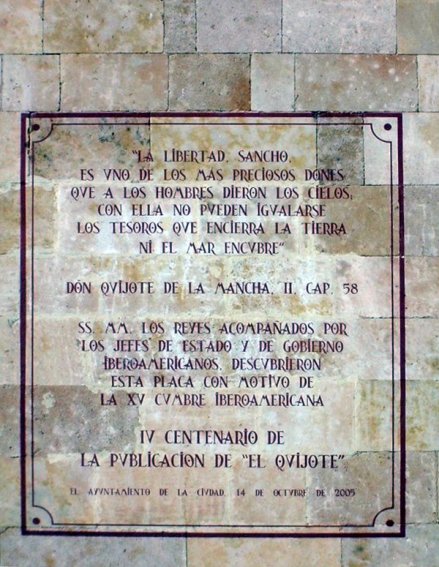 "LA LIBERTAD, SANCHO,
ES VNO DE LOS MAS PRECIOSOS DONES
QVE A LOS HOMBRES DIERON LOS CIELOS;
CON ELLA NO PVEDEN IGVALARSE
LOS TESOROS QVE ENCIERRA LA TIERRA
NI EL MAR ENCVBRE"
DON QVIJOTE DE LA MANCHA, II, CAP. 58
SS. MM. LOS REYES ACOMPAÑADOS POR
LOS JEFES DE ESTADO Y DE GOBIERNO
IBEROAMERICANOS, DESCVBRIERON
ESTA PLACA CON MOTIVO DE
LA XV CVMBRE IBEROAMERICANA
IV CENTENARIO DE
LA PVBLICACION DE "EL QVIJOTE"
EL AYVNTAMIENTO DE LA CIVDAD, 14 DE OCTVBRE DE 2005